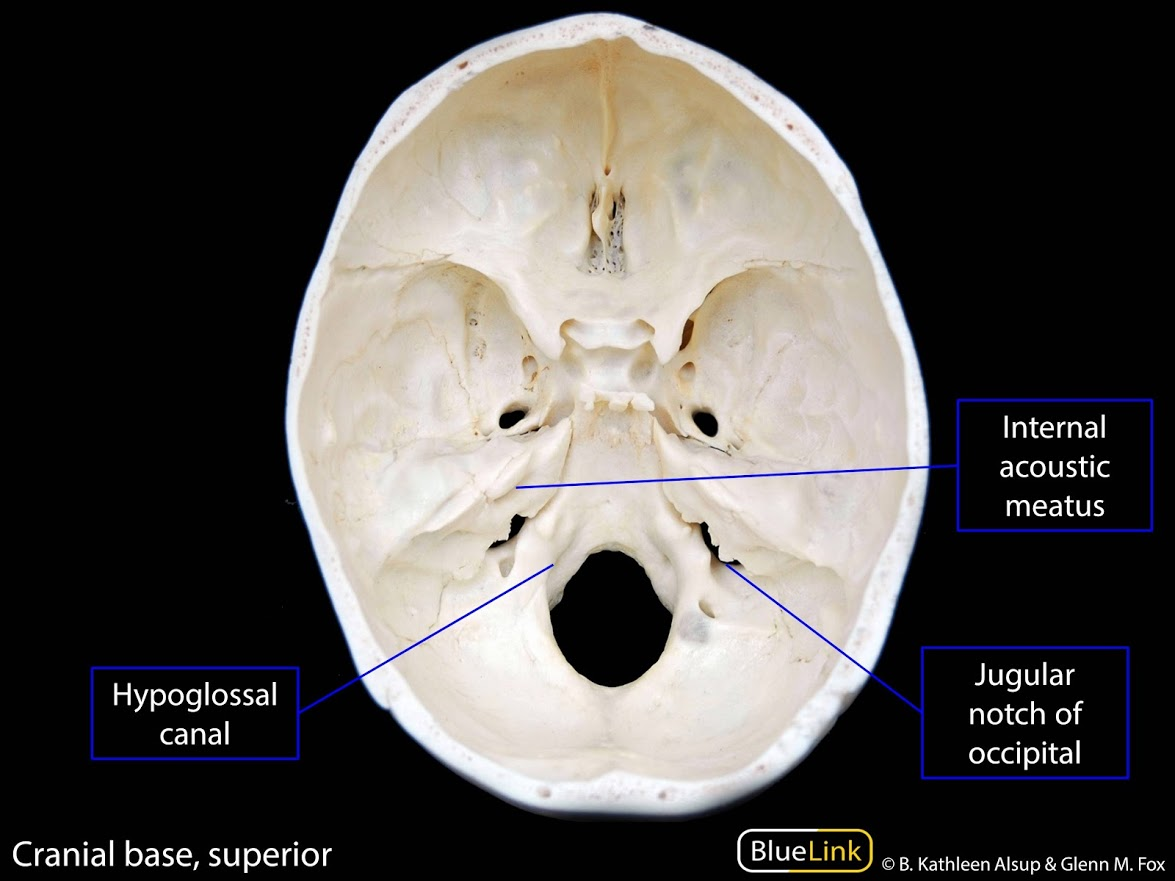 Internal
acoustic
meatus
Hypoglossal
canal
Jugular
notch of
occipital
Cranial base, superior
BlueLink
© B. Kathleen Alsup & Glenn M. Fox